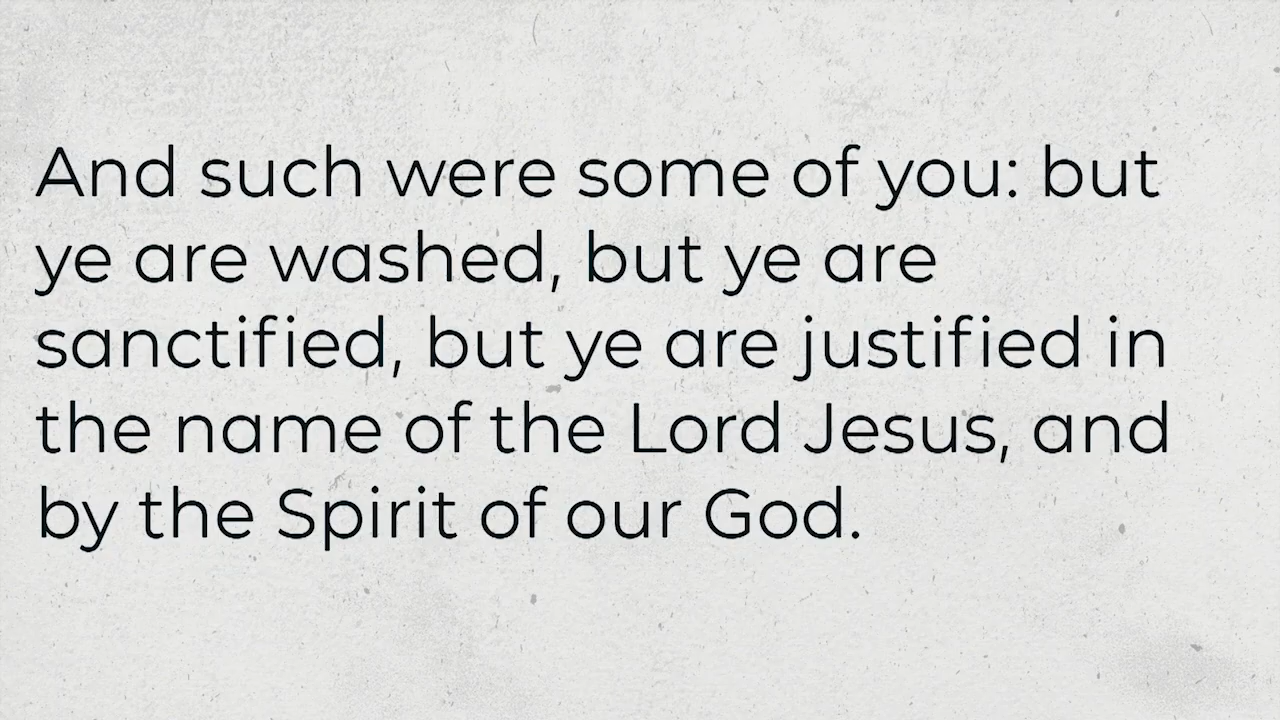 And such were some of you: but
ye are washed, but ye are
sanctified, but ye are justified in
the name of the Lord Jesus, and
by the Spirit of our God.